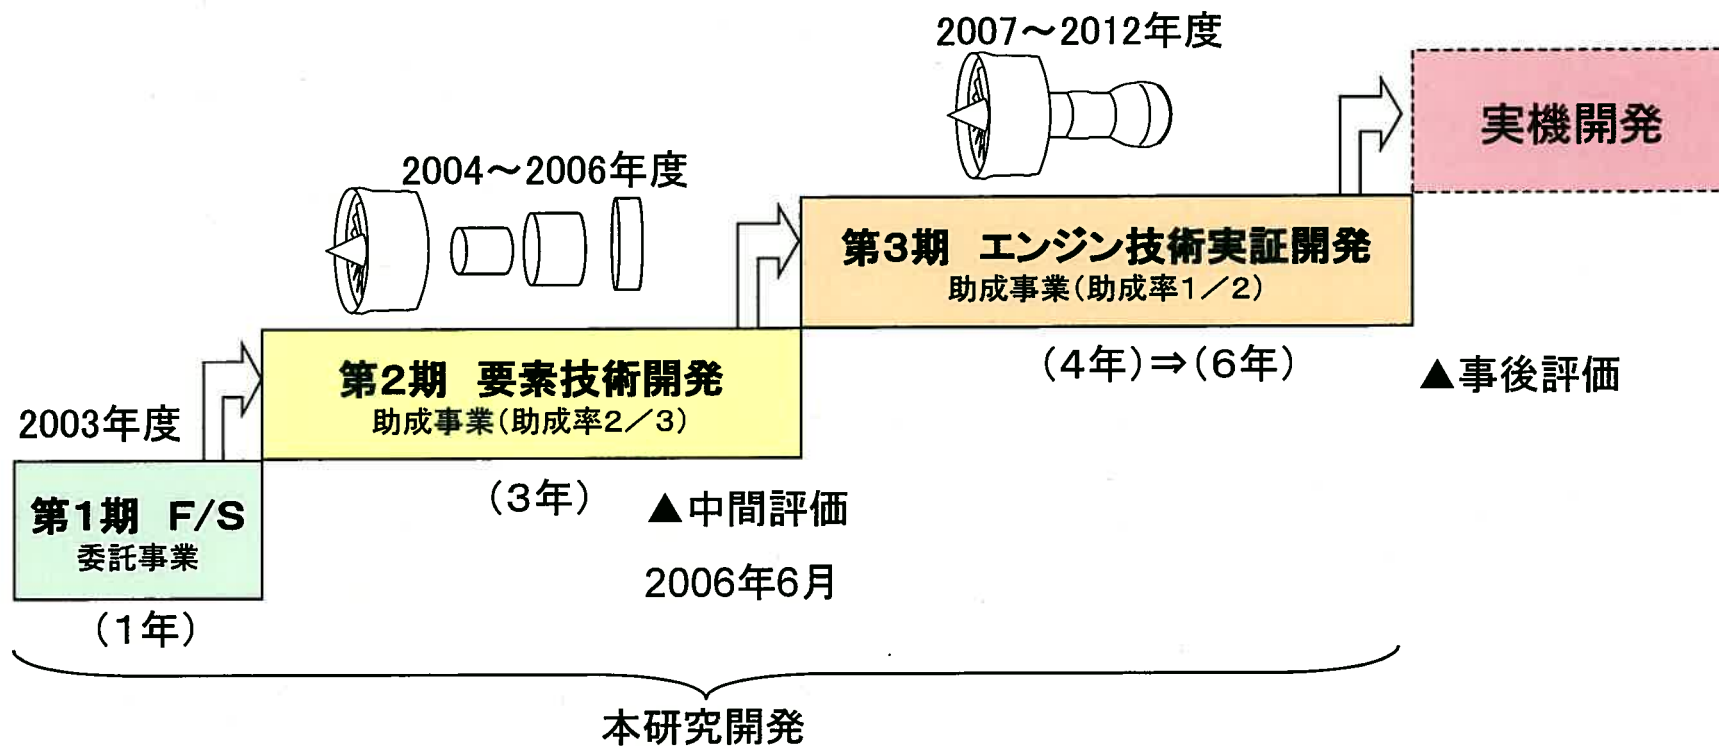 2007～2012年度
実機開発
2004～2006年度
第3期 エンジン技術実証開発
助成事業(助成率1／2)
(4年)⇒(6年)
▲事後評価
第2期 要素技術開発
助成事業(助成率2／3)
(3年)
▲中間評価
2006年6月
2003年度
第1期 F/S
委託事業
(1年)
本研究開発